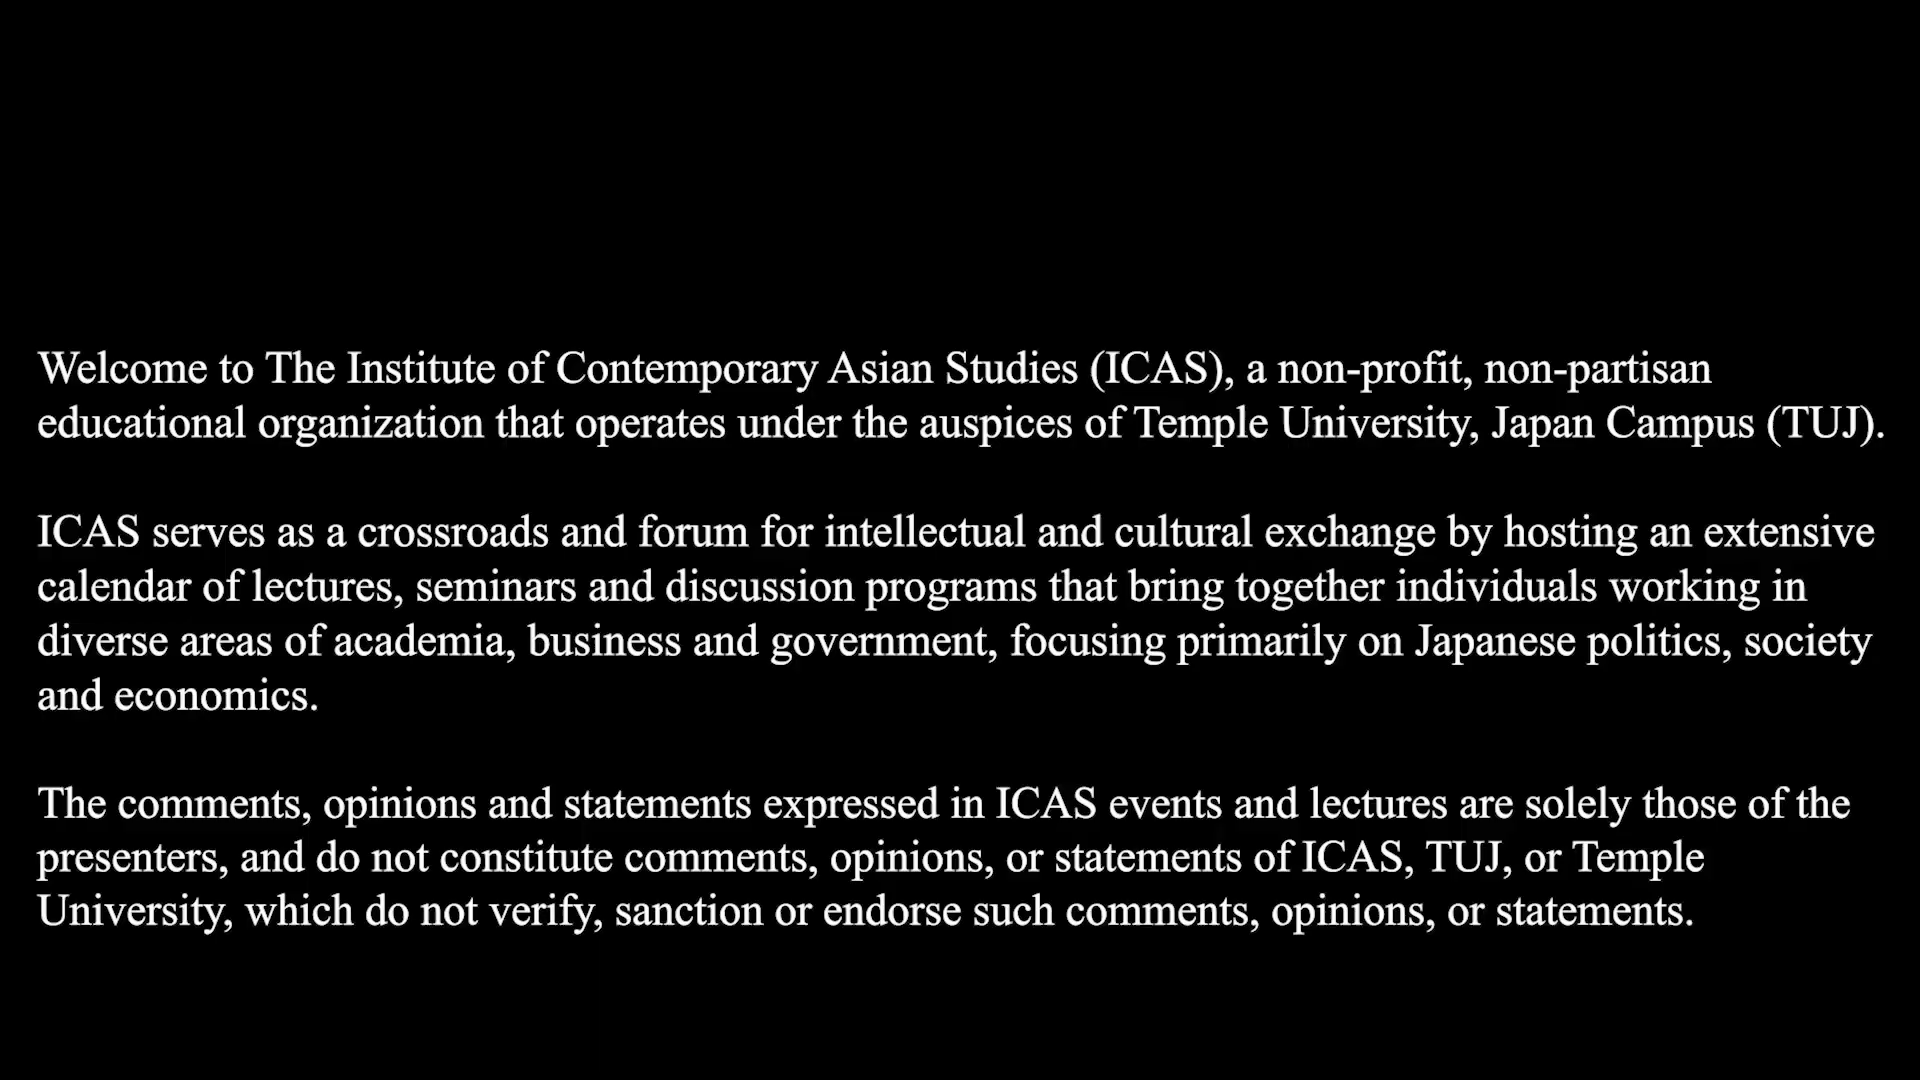 Welcome to The Institute of Contemporary Asian Studies (ICAS), a non-profit, non-partisan
educational organization that operates under the auspices of Temple University, Japan Campus (TUJ).
ICAS serves as a crossroads and forum for intellectual and cultural exchange by hosting an extensive
calendar of lectures, seminars and discussion programs that bring together individuals working in
diverse areas of academia, business and government, focusing primarily on Japanese politics, society
and economics.
The comments, opinions and statements expressed in ICAS events and lectures are solely those of the
presenters, and do not constitute comments, opinions, or statements of ICAS, TUJ, or Temple
University, which do not verify, sanction or endorse such comments, opinions, or statements.